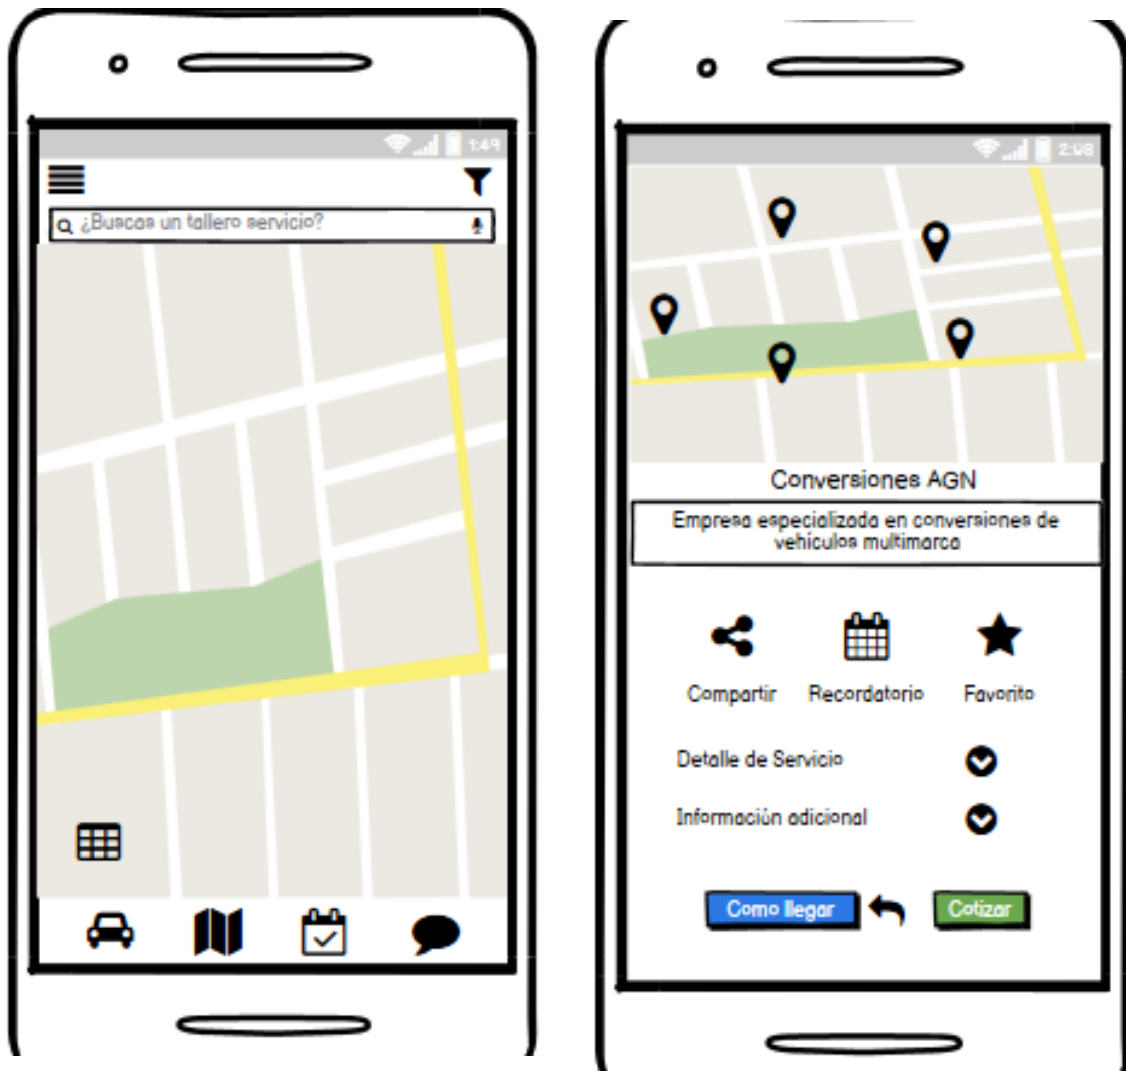 1:49
¿Buscas un tallero servicio?
2:08
Conversiones AGN
Empresa especializada en conversiones de
vehiculos multimarca
Compartir Recordatorio Favorito
Detalle de Servicio
Información adicional
Como llegar Cotizar